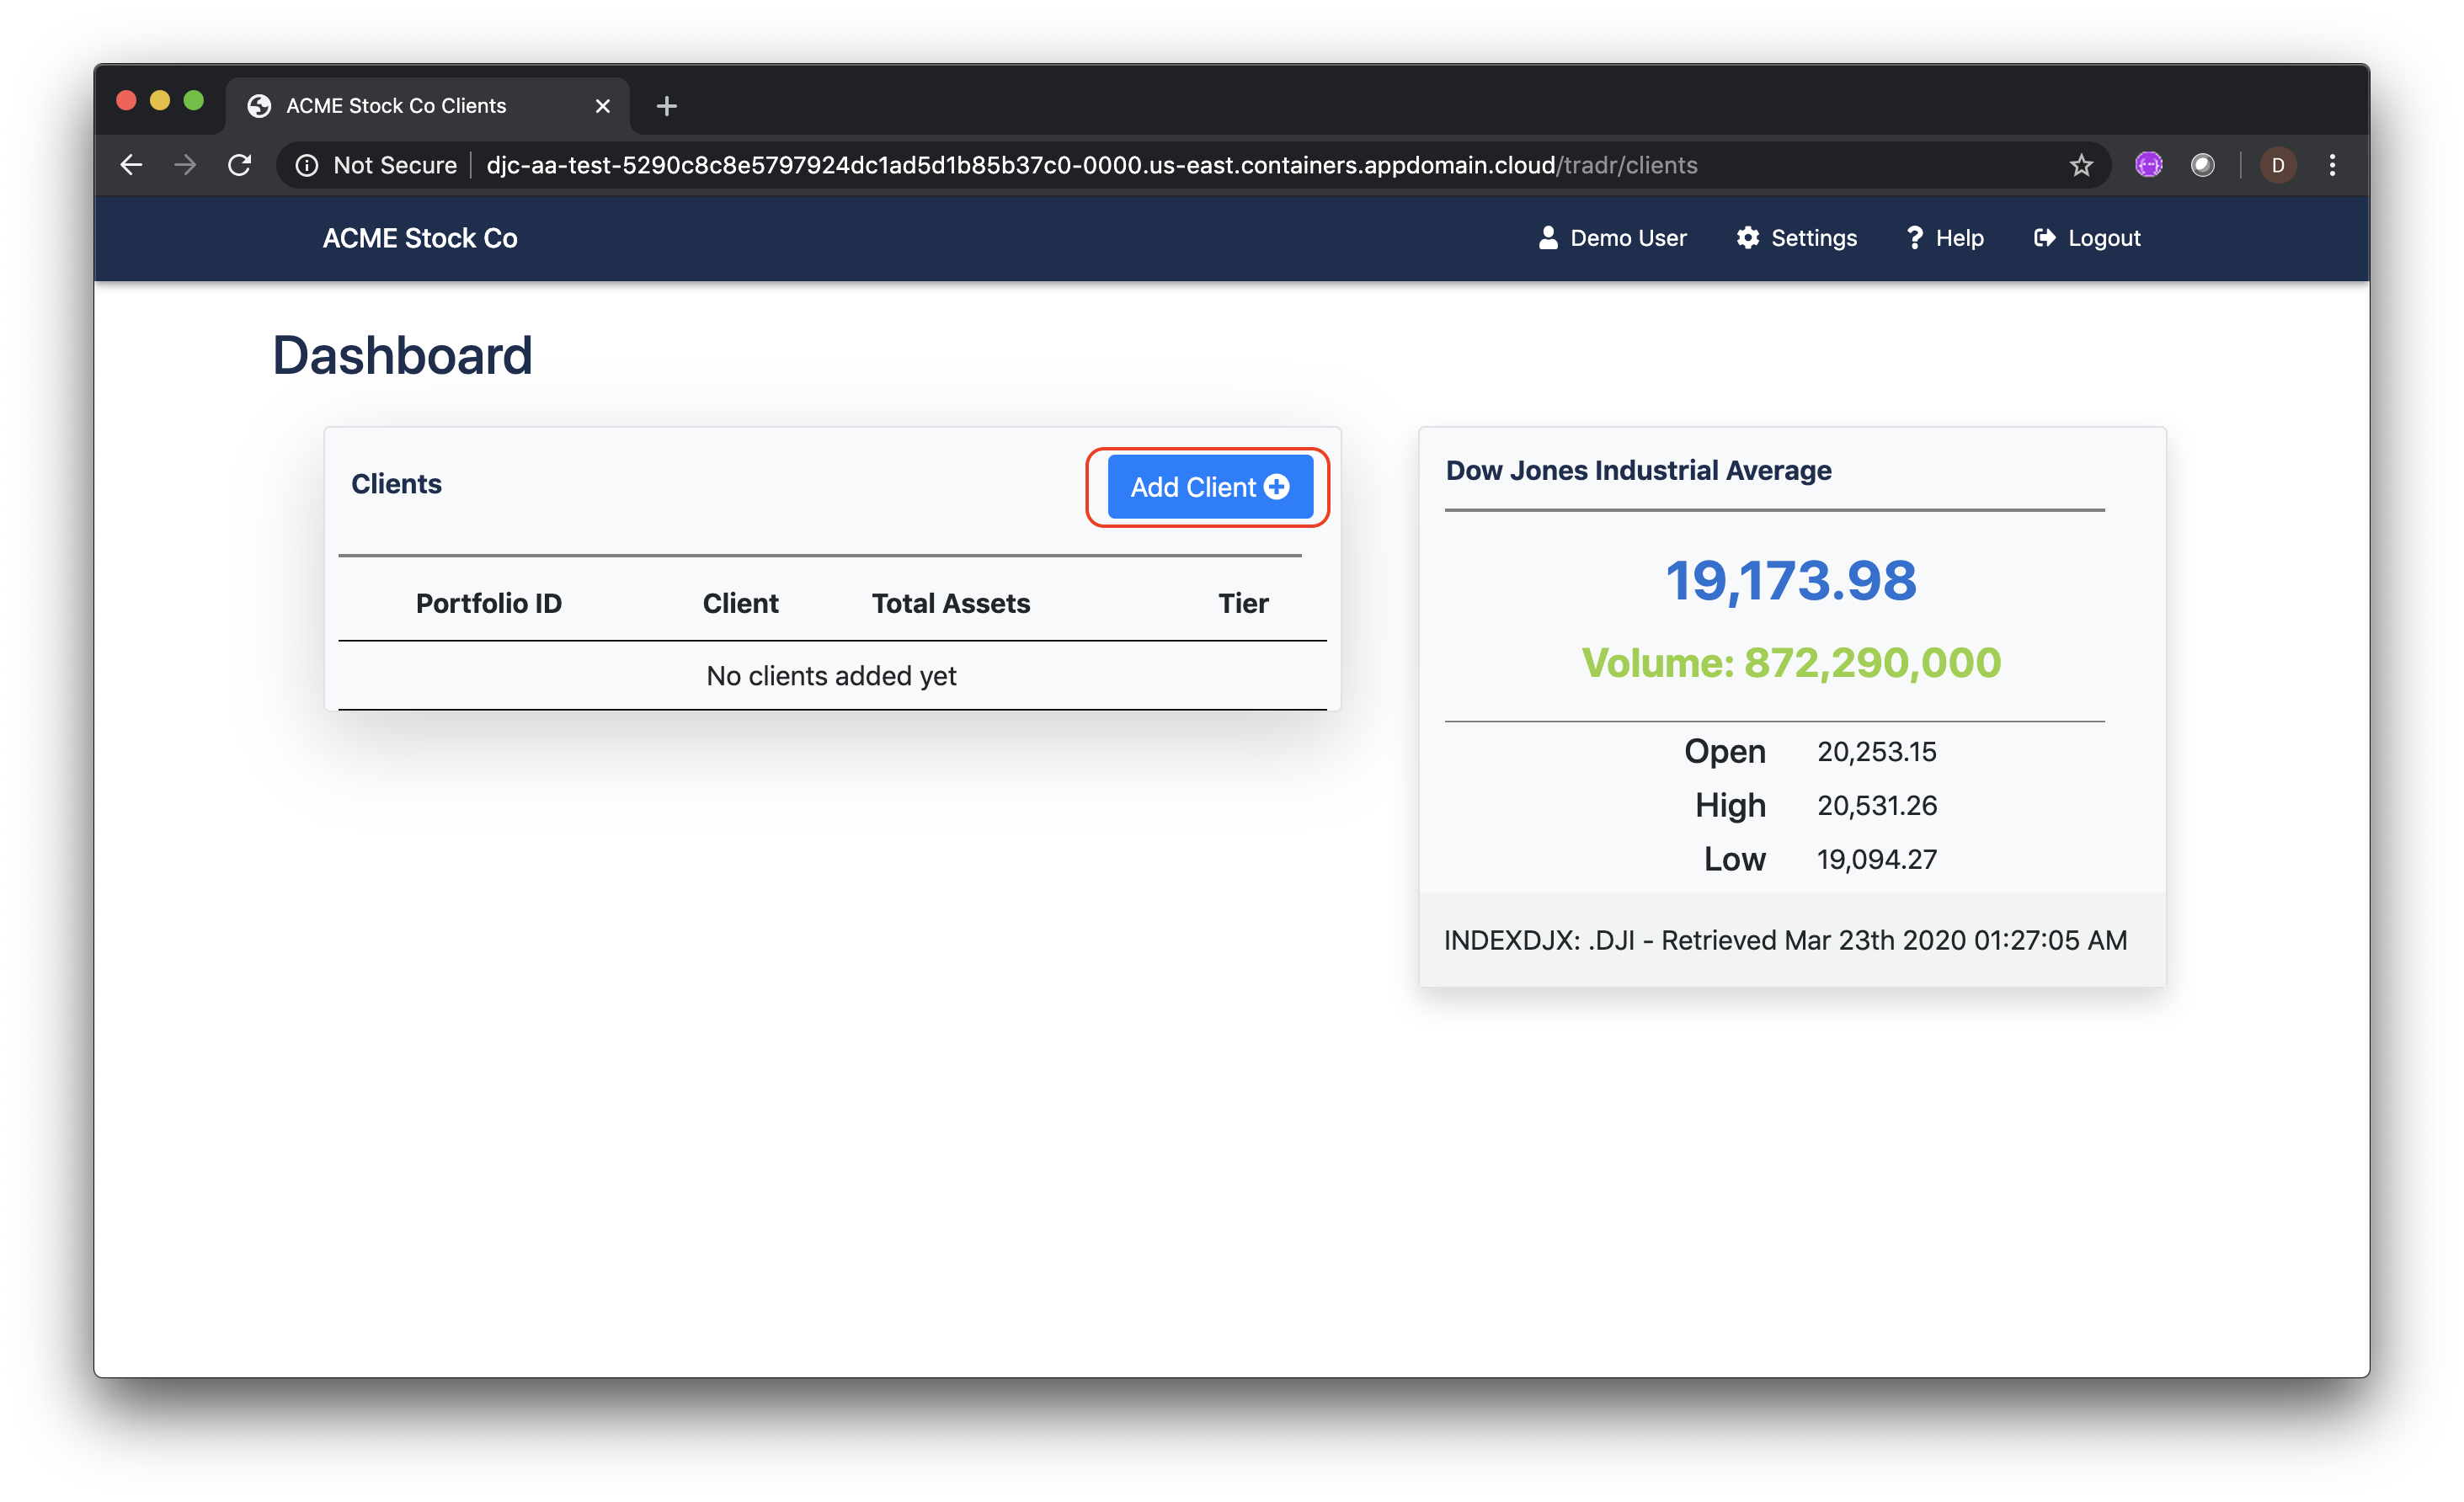 ACME Stock Co Clients
Not Secure djc-aa-test-5290c8c8e5797924dc1ad5d1b85b37c0-0000.us-east.containers.appdomain.cloud/tradr/clients
D
ACME Stock Co
Demo User
Settings
Help
Logout
Dashboard
Clients
Add Client
Portfolio ID Client Total Assets Tier
No clients added yet
Dow Jones Industrial Average
19,173.98
Volume: 872,290,000
Open 20,253.15
High 20,531.26
Low 19,094.27
INDEXDJX: .DJI - Retrieved Mar 23th 2020 01:27:05 AM